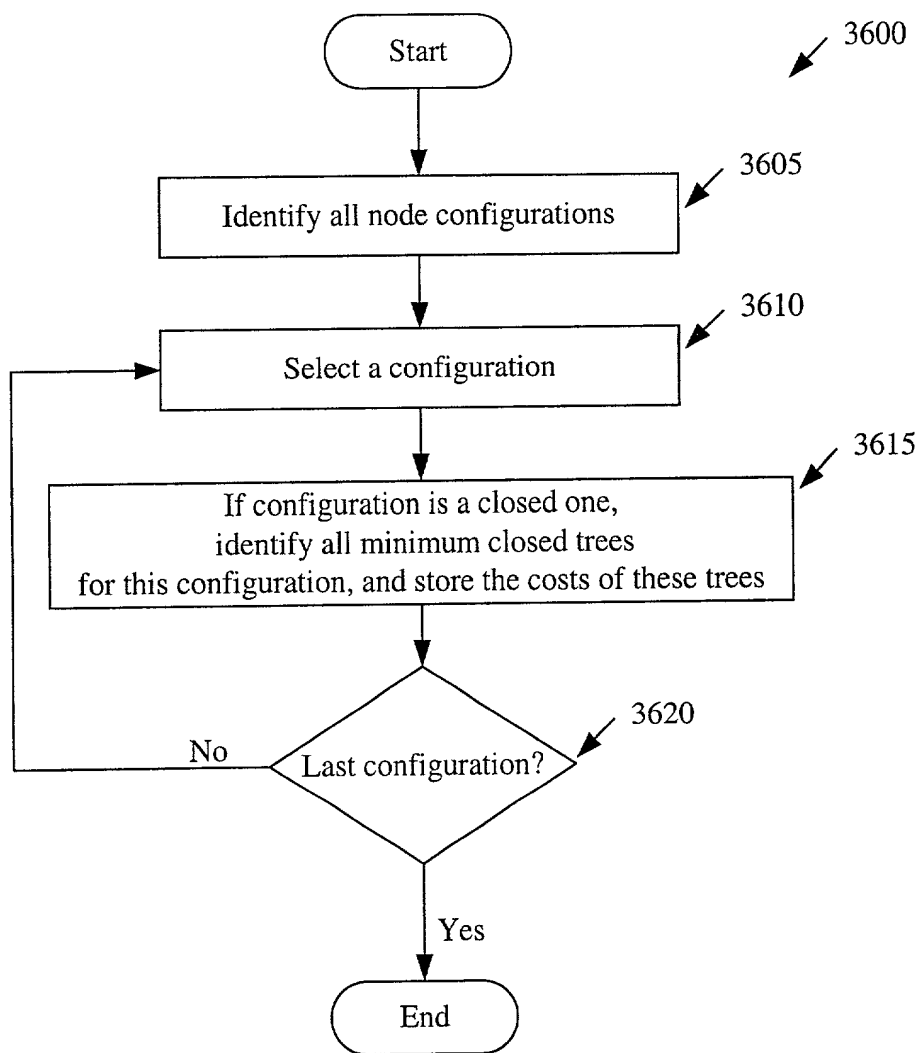 Start
3600
3605
Identify all node configurations
3610
Select a configuration
3615
If configuration is a closed one,
identify all minimum closed trees
for this configuration, and store the costs of these trees
3620
No
Last configuration?
Yes
End